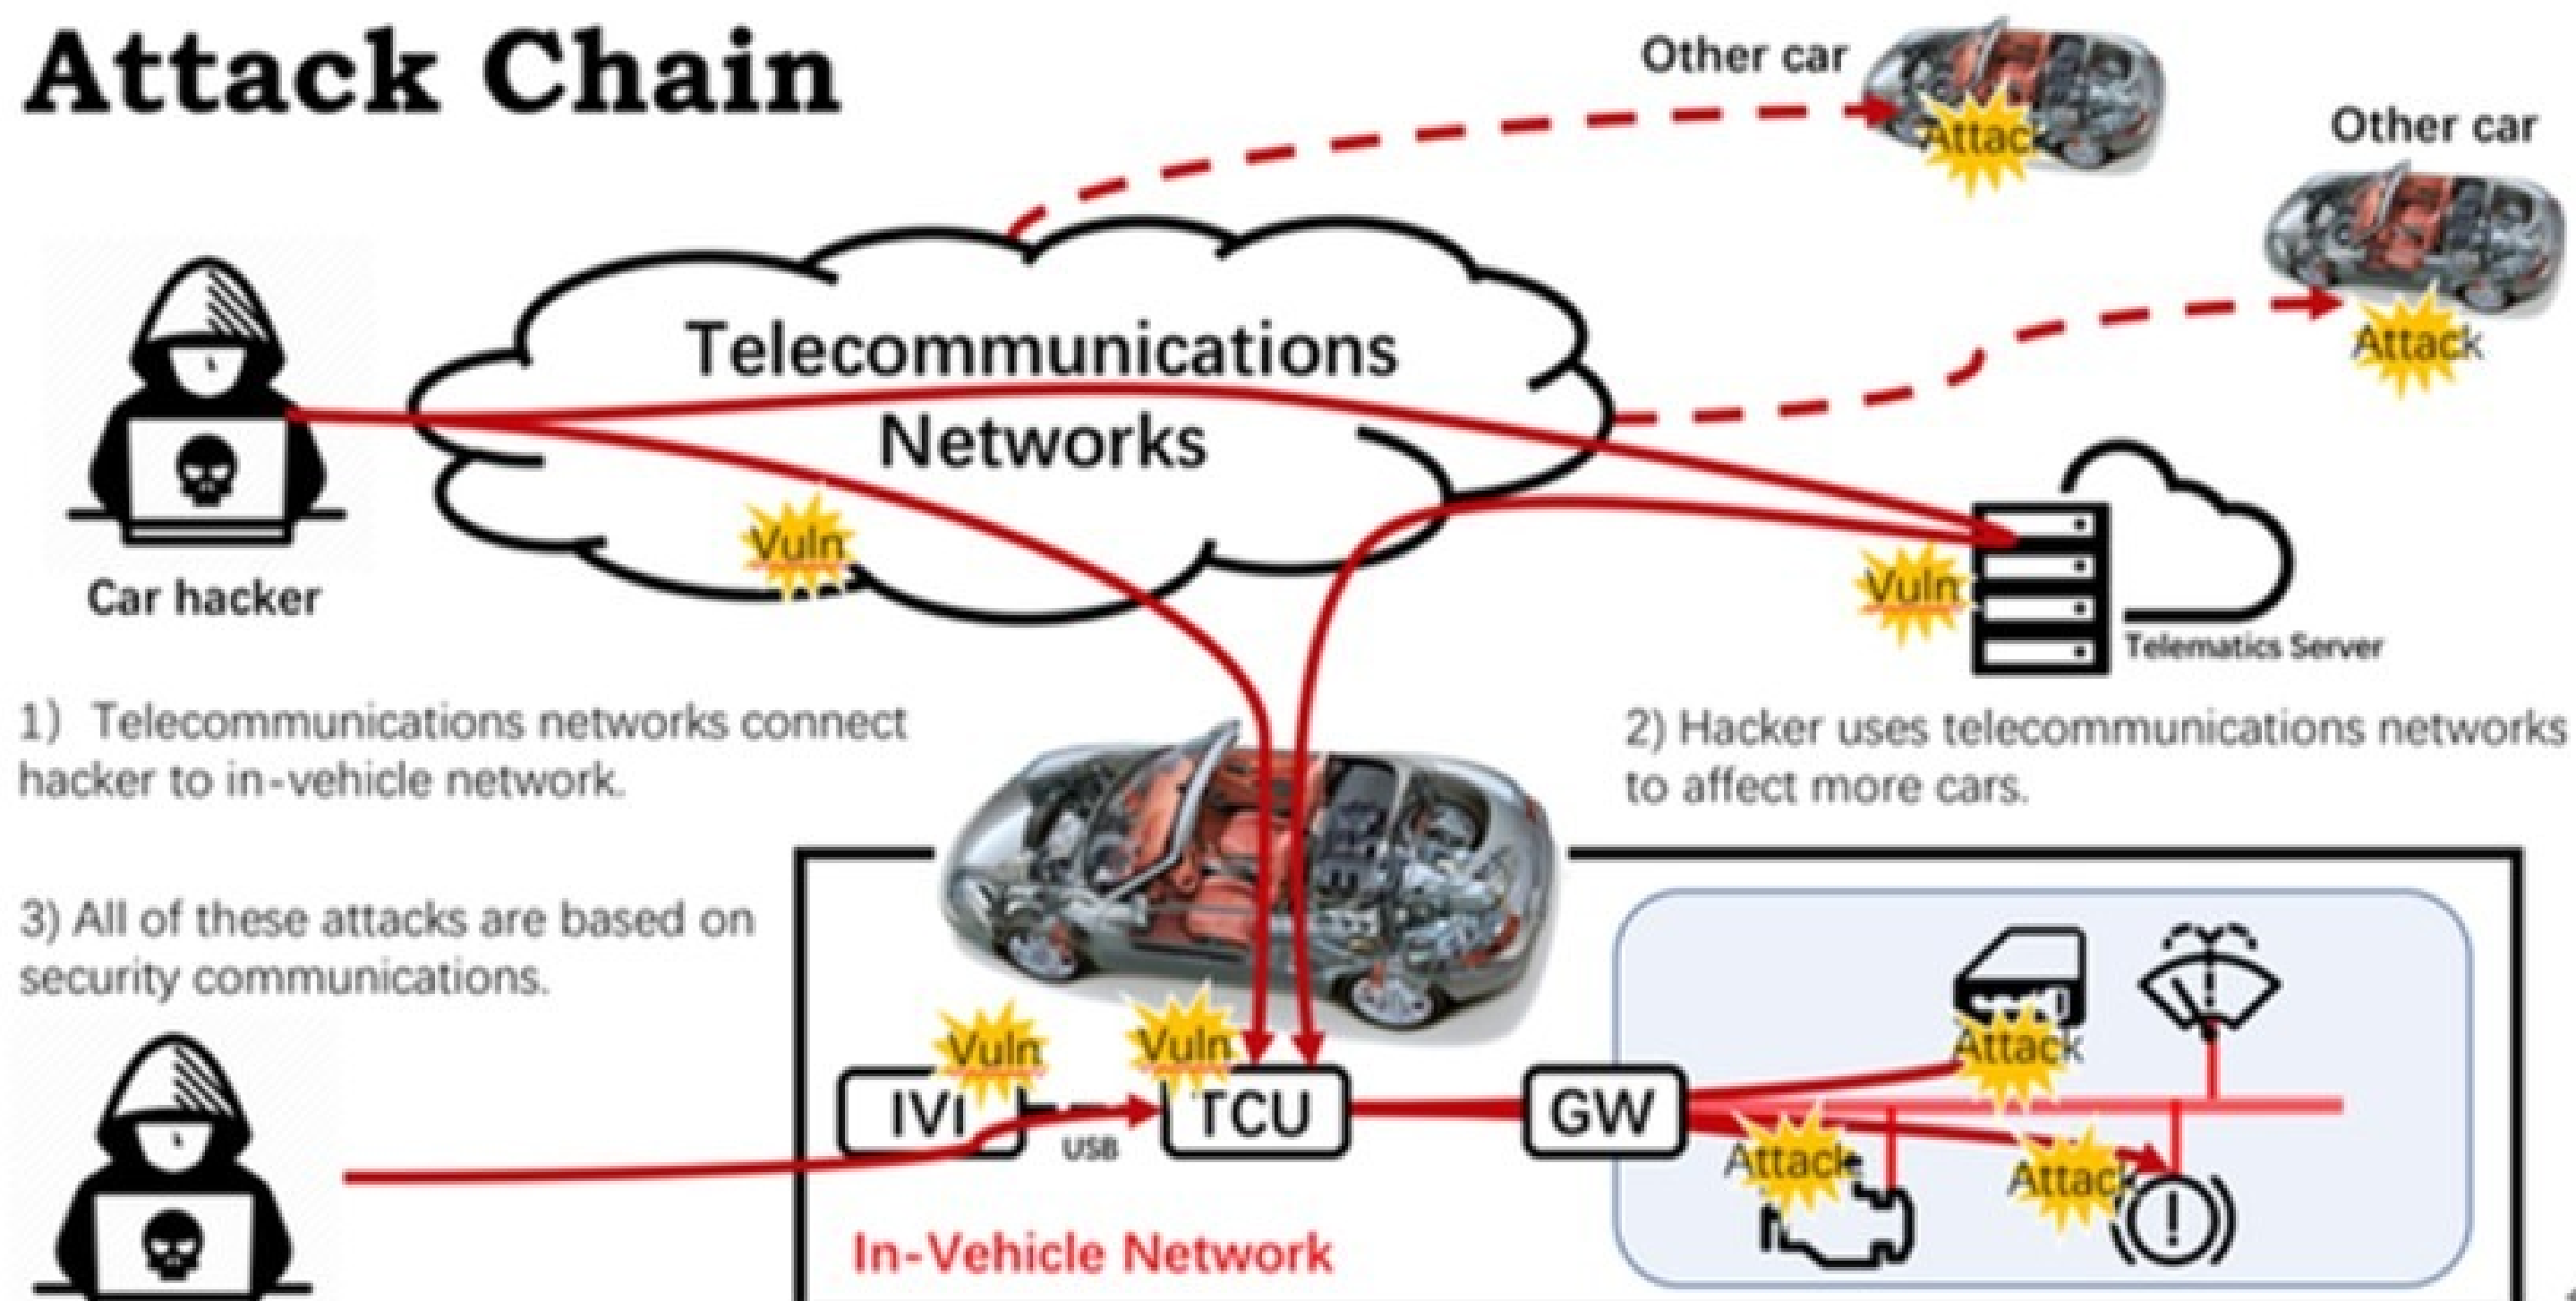 Attack Chain
Other car
Attack
Other car
Attack
Telecommunications
Networks
Vuln
Car hacker
Vuln
Telematics Server
1) Telecommunications networks connect
hacker to in-vehicle network.
2) Hacker uses telecommunications networks
to affect more cars.
3) All of these attacks are based on
security communications.
Vuln
Vuln
IVI
USB
TCU
GW
Attack
Attack
Attack
In-Vehicle Network